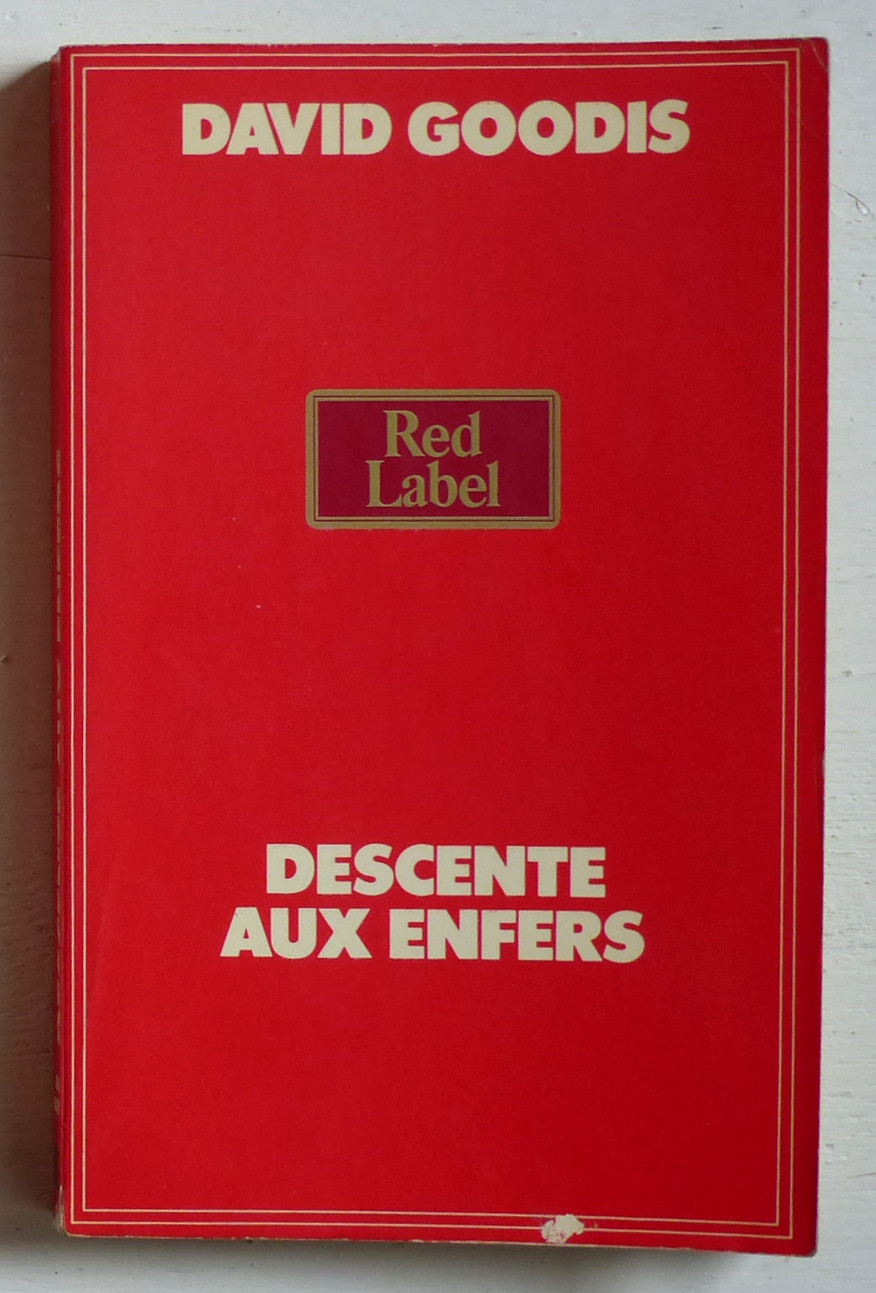 DAVID GOODIS
Red
Label
DESCENTE
AUX ENFERS